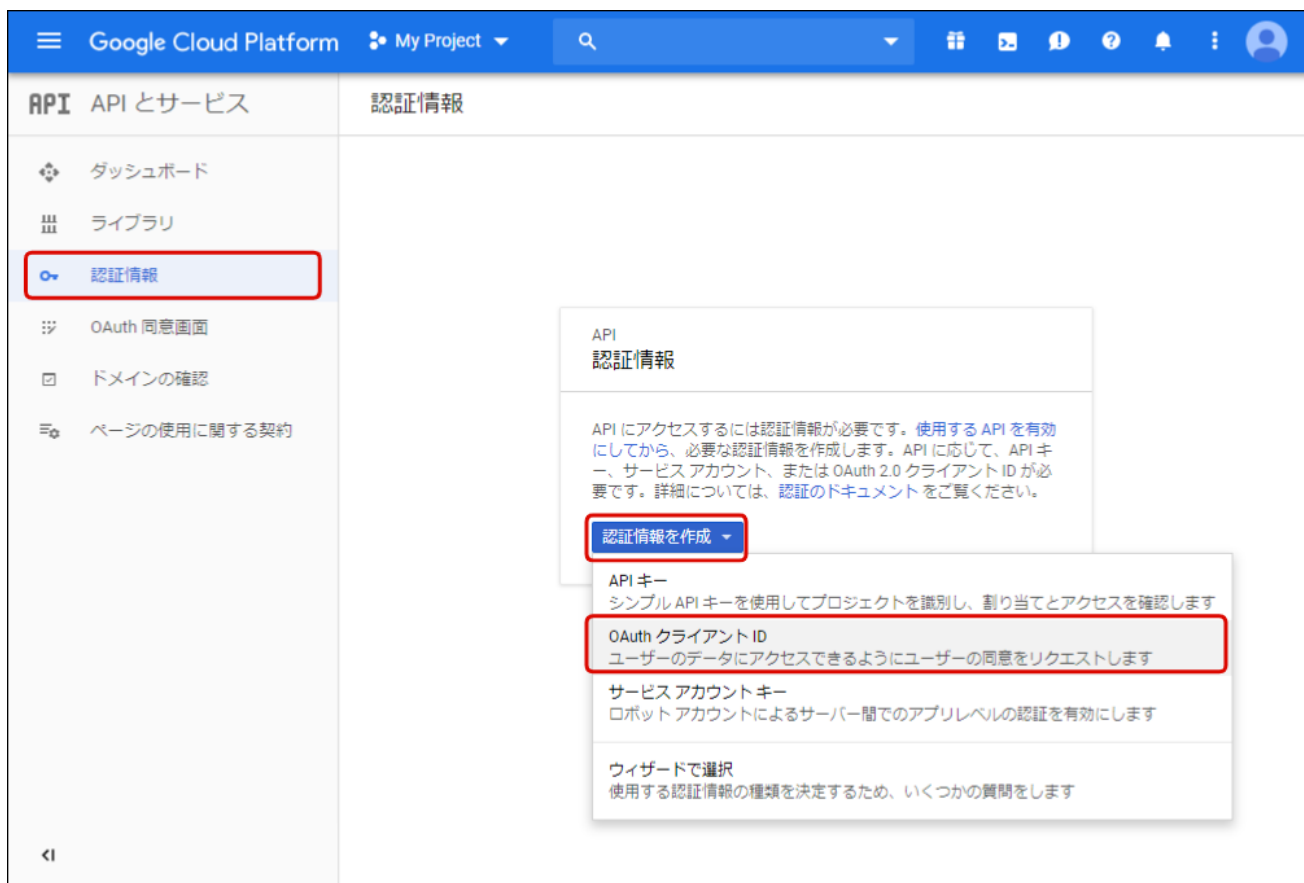 Google Cloud Platform
My Project
API APIとサービス
認証情報
ダッシュボード
ライブラリ
認証情報
OAuth 同意画面
ドメインの確認
ページの使用に関する契約
API
認証情報
API にアクセスするには認証情報が必要です。使用する API を有効
にしてから、必要な認証情報を作成します。API に応じて、API キ
ー、サービス アカウント、または OAuth 2.0 クライアント ID が必
要です。詳細については、認証のドキュメント をご覧ください。
認証情報を作成
API キー
シンプル API キーを使用してプロジェクトを識別し、割り当てとアクセスを確認します
OAuth クライアント ID
ユーザーのデータにアクセスできるようにユーザーの同意をリクエストします
サービス アカウント キー
ロボット アカウントによるサーバー間でのアプリレベルの認証を有効にします
ウィザードで選択
使用する認証情報の種類を決定するため、いくつかの質問をします